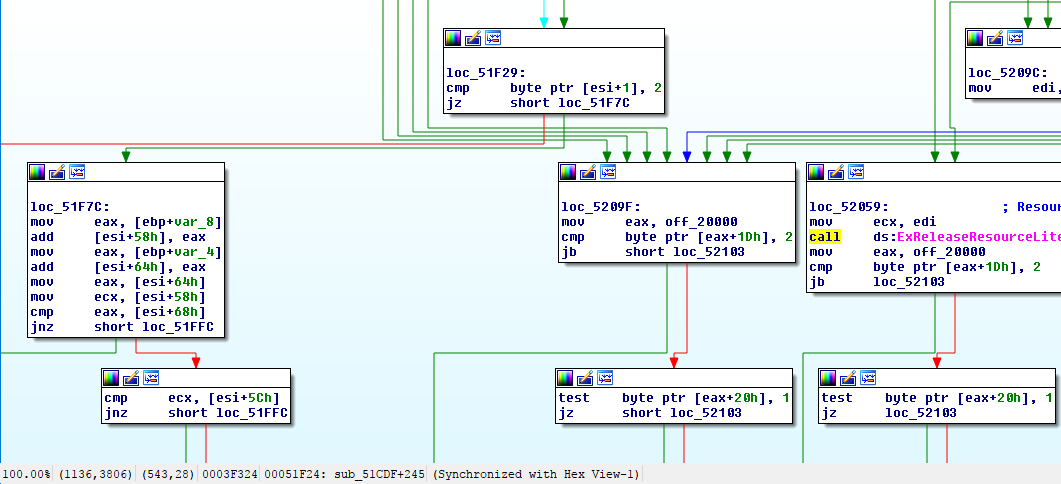 loc_51F29:
cmp byte ptr [esi+1], 2
jz short loc_51F7C
loc_5209C:
mov edi,
loc_51F7C:
mov eax, [ebp+var_8]
add [esi+58h], eax
mov eax, [ebp+var_4]
add [esi+64h], eax
mov eax, [esi+64h]
mov ecx, [esi+58h]
cmp eax, [esi+68h]
jnz short loc_51FFC
loc_5209F:
mov eax, off_20000
cmp byte ptr [eax+1Dh], 2
jb short loc_52103
loc_52059: ; Resour
mov ecx, edi
call ds:ExReleaseResourceLite
mov eax, off_20000
cmp byte ptr [eax+1Dh], 2
jb loc_52103
cmp ecx, [esi+5Ch]
jnz short loc_51FFC
test byte ptr [eax+20h], 1
jz short loc_52103
test byte ptr [eax+20h], 1
jz loc_52103
100.00% (1136,3806) (543,28) 0003F324 00051F24: sub_51CDF+245 (Synchronized with Hex View-1)